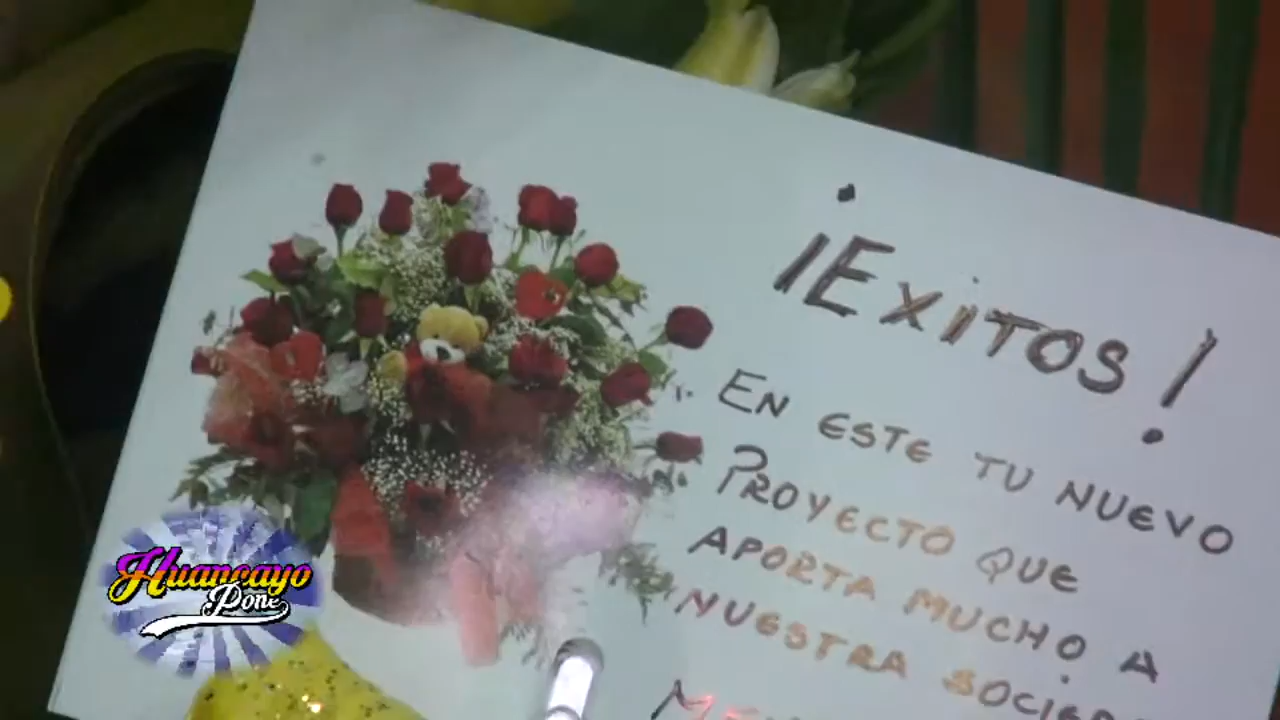 ¡EXITOS!
EN ESTE TU NUEVO
PROYECTO QUE
APORTA MUCHO A
NUESTRA
Huancayo
Pone